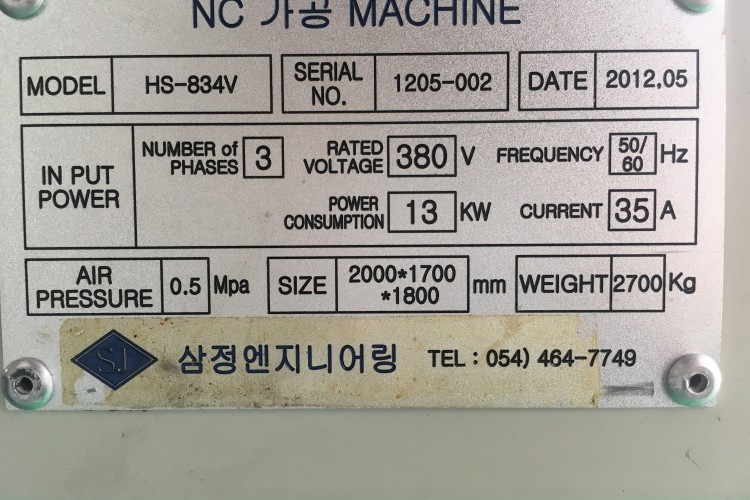 NC 가공 MACHINE
MODEL HS-834V SERIAL NO. 1205-002 DATE 2012.05
IN PUT POWER
NUMBER of PHASES 3 RATED VOLTAGE 380 V FREQUENCY 50/60 Hz
POWER CONSUMPTION 13 KW CURRENT 35 A
AIR PRESSURE 0.5 Mpa SIZE 2000*1700*1800 mm WEIGHT 2700 Kg
SJ 삼정엔지니어링 TEL : 054) 464-7749